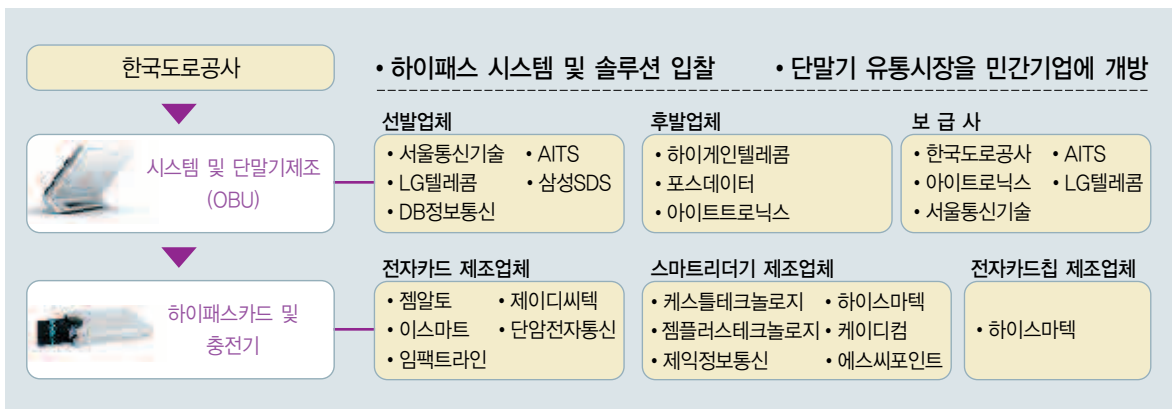 한국도로공사
• 하이패스 시스템 및 솔루션 입찰 • 단말기 유통시장을 민간기업에 개방
시스템 및 단말기제조
(OBU)
선발업체
• 서울통신기술 • AITS
• LG텔레콤 • 삼성SDS
• DB정보통신
후발업체
• 하이게인텔레콤
• 포스데이터
• 아이트트로닉스
보 급 사
• 한국도로공사 • AITS
• 아이트로닉스 • LG텔레콤
• 서울통신기술
하이패스카드 및
충전기
전자카드 제조업체
• 젬알토 • 제이디씨텍
• 이스마트 • 단암전자통신
• 임팩트라인
스마트리더기 제조업체
• 케스틀테크놀로지 • 하이스마텍
• 젬플러스테크놀로지 • 케이디컴
• 제익정보통신 • 에스씨포인트
전자카드칩 제조업체
• 하이스마텍